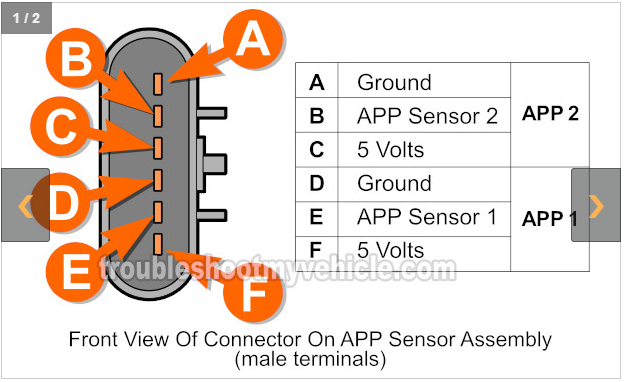 1 / 2
A
B
C
D
E
F
A Ground
B APP Sensor 2
C 5 Volts
APP 2
D Ground
E APP Sensor 1
F 5 Volts
APP 1
troubleshootmyvehicle.com
Front View Of Connector On APP Sensor Assembly
(male terminals)